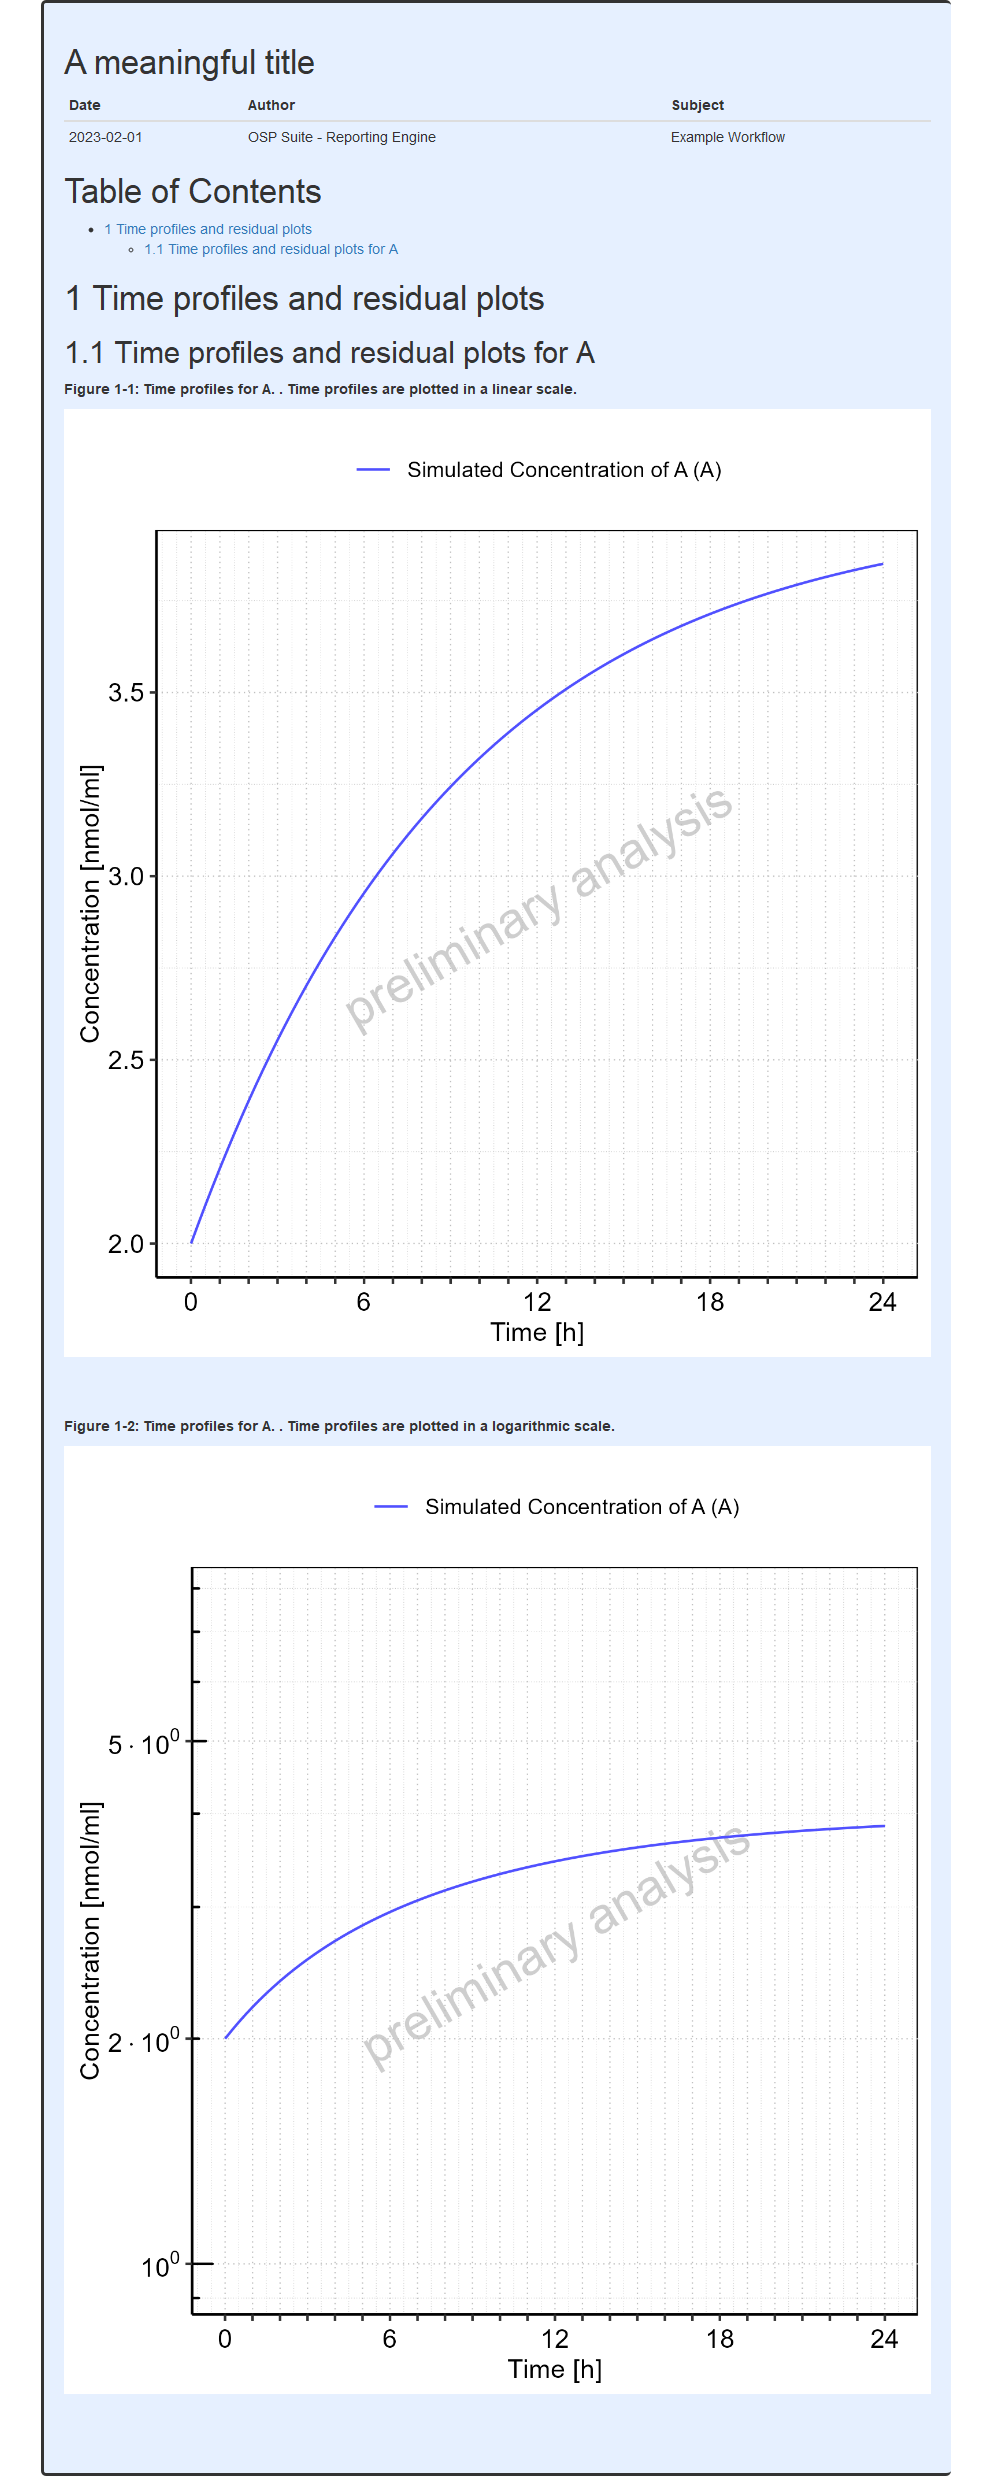 A meaningful title
Date Author Subject
2023-02-01 OSP Suite - Reporting Engine Example Workflow
Table of Contents
1 Time profiles and residual plots
1.1 Time profiles and residual plots for A
1 Time profiles and residual plots
1.1 Time profiles and residual plots for A
Figure 1-1: Time profiles for A. . Time profiles are plotted in a linear scale.
Simulated Concentration of A (A)
Concentration [nmol/ml]
3.5
3.0
2.5
2.0
preliminary analysis
0 6 12 18 24
Time [h]
Figure 1-2: Time profiles for A. . Time profiles are plotted in a logarithmic scale.
Simulated Concentration of A (A)
Concentration [nmol/ml]
5 · 10⁰
2 · 10⁰
10⁰
preliminary analysis
0 6 12 18 24
Time [h]